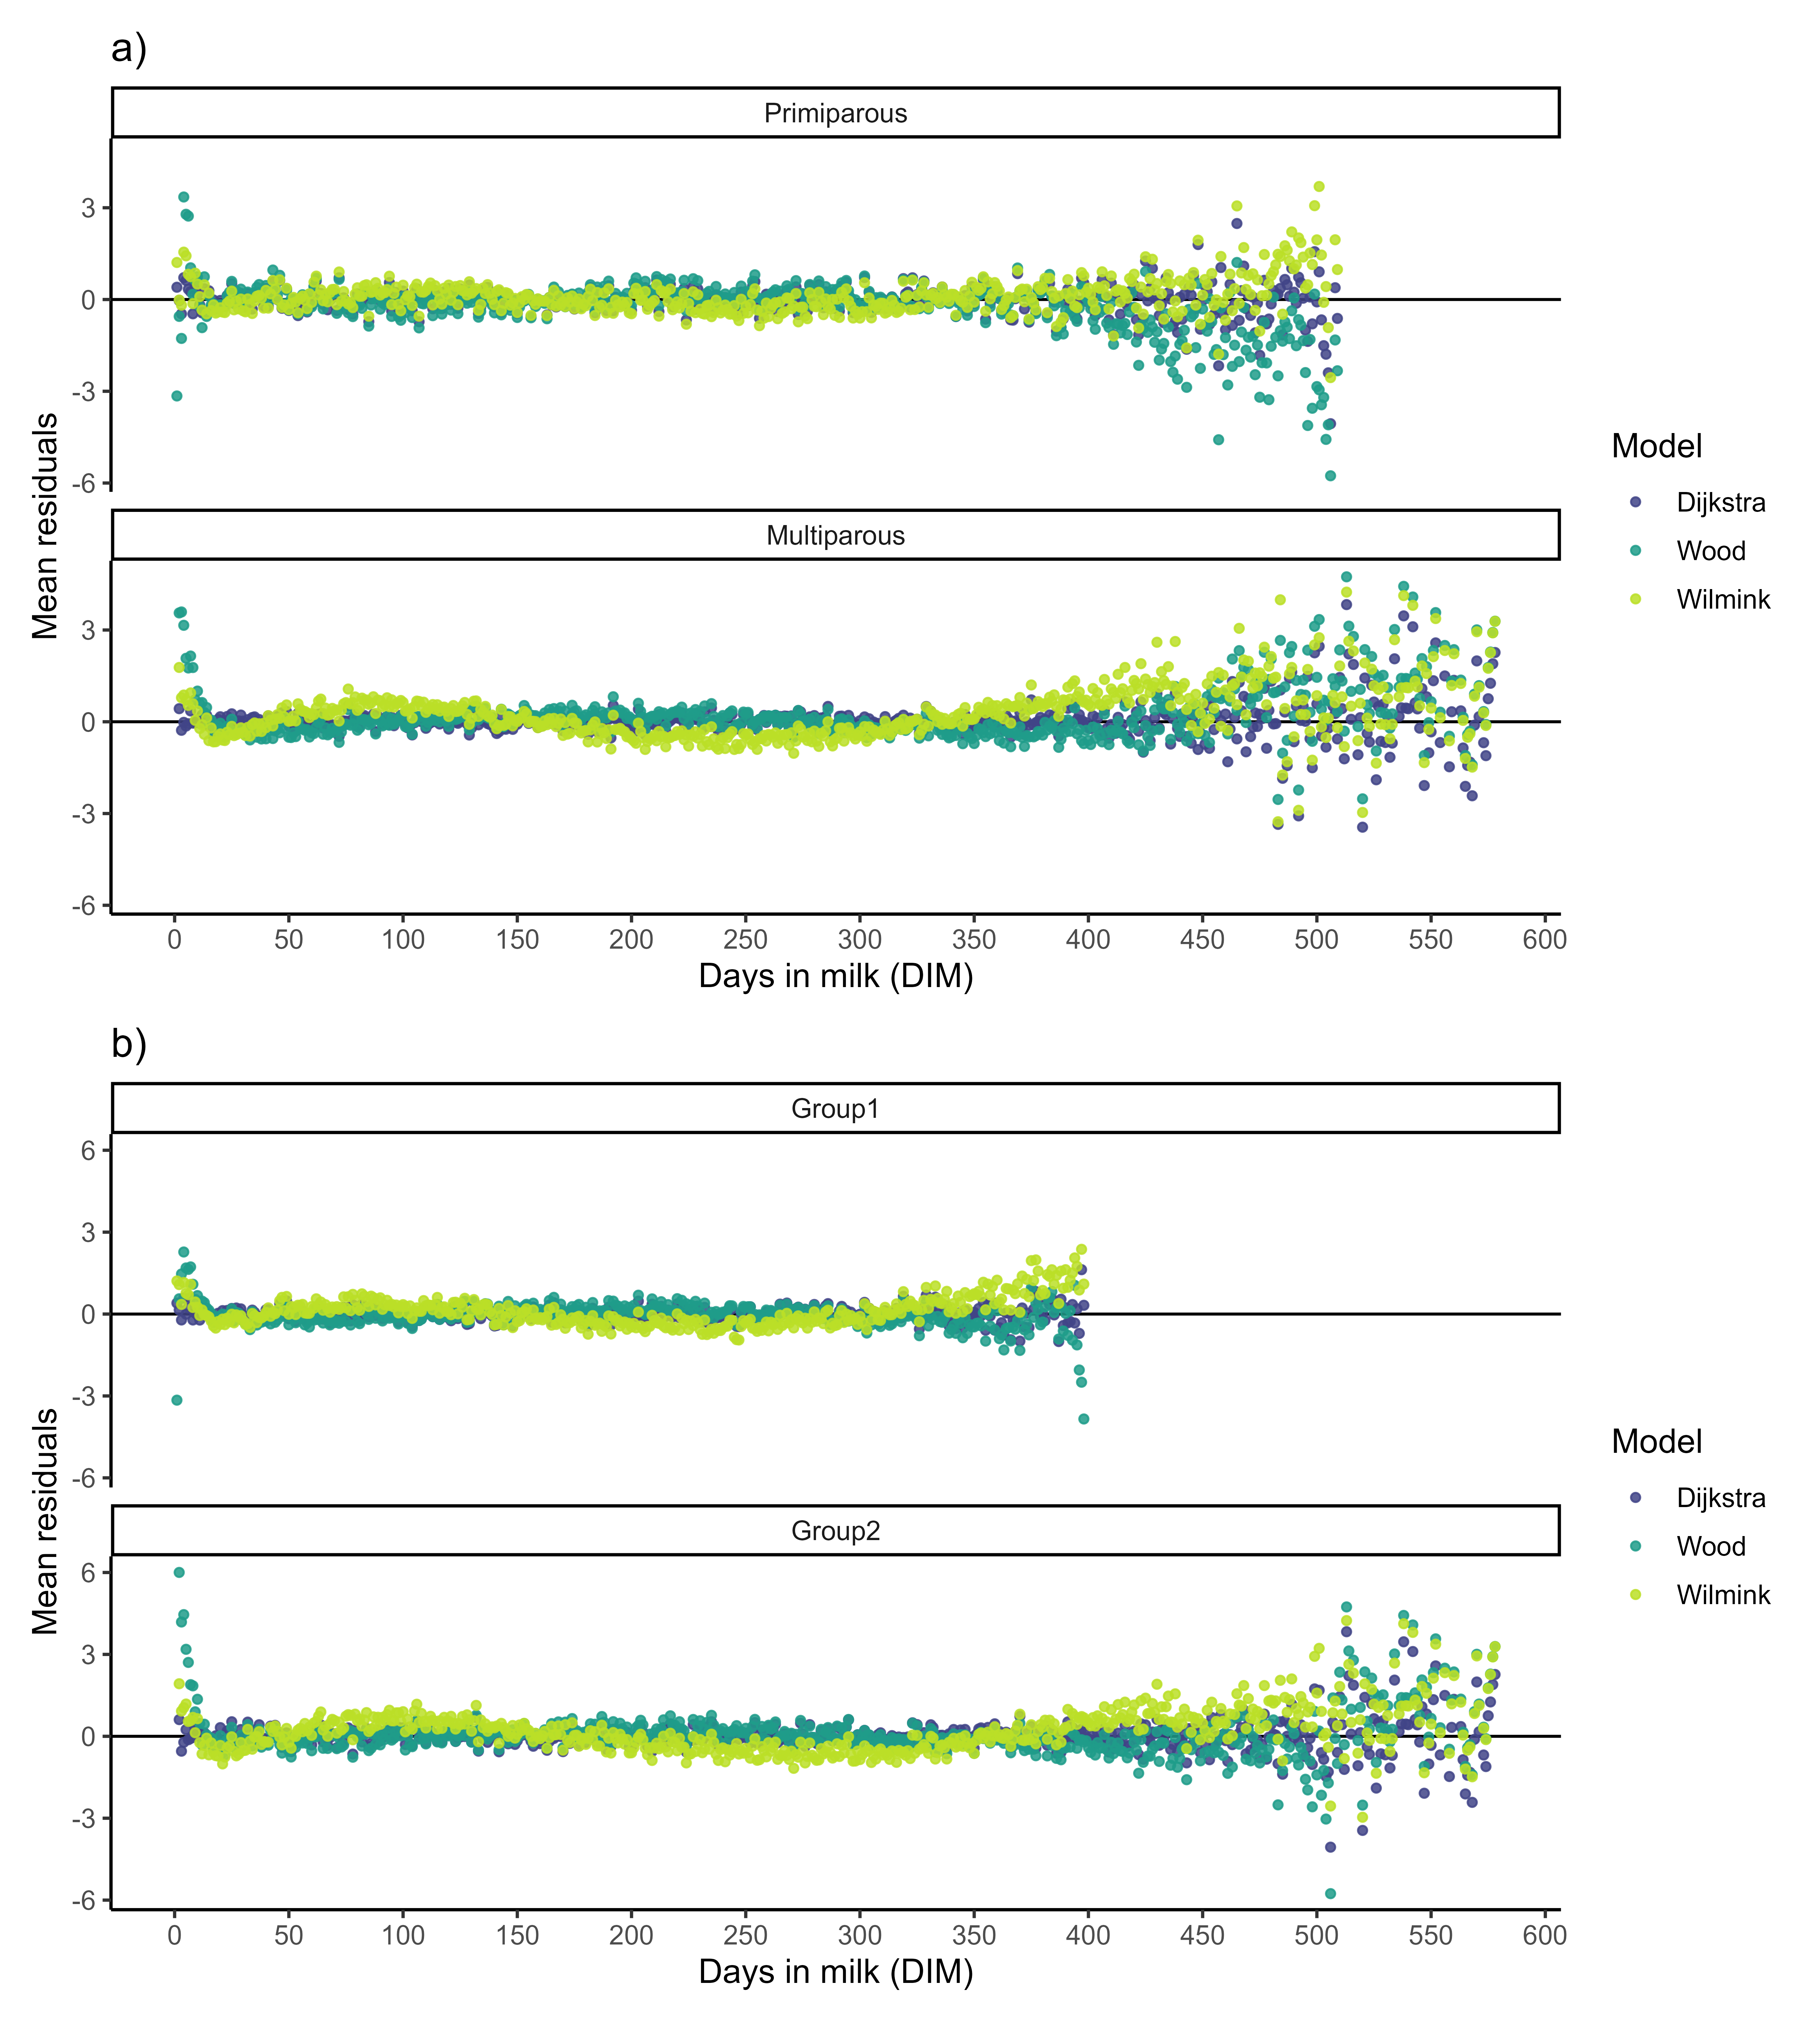 a)
Primiparous
3
0
-3
-6
Multiparous
3
0
-3
-6
Mean residuals
0 50 100 150 200 250 300 350 400 450 500 550 600
Days in milk (DIM)
Model
Dijkstra
Wood
Wilmink
b)
Group1
6
3
0
-3
-6
Group2
6
3
0
-3
-6
Mean residuals
0 50 100 150 200 250 300 350 400 450 500 550 600
Days in milk (DIM)
Model
Dijkstra
Wood
Wilmink